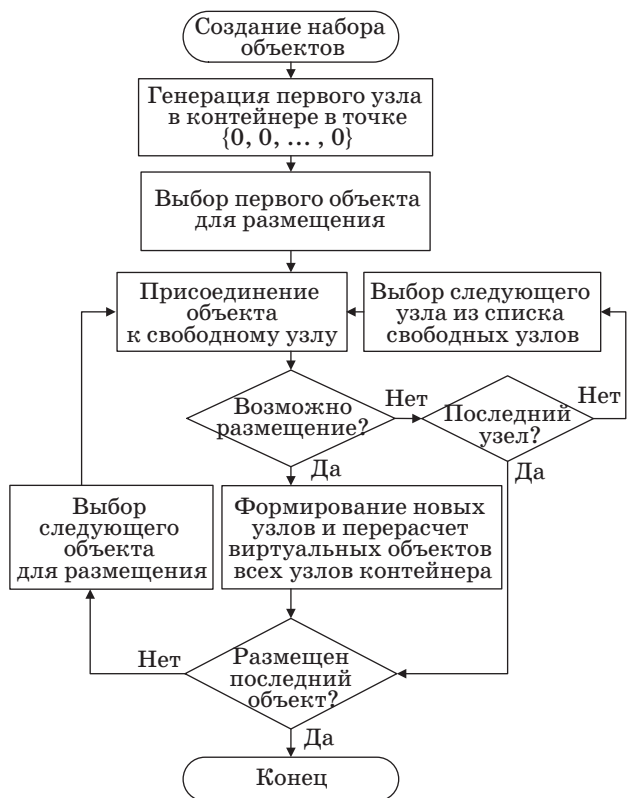 Создание набора
объектов
Генерация первого узла
в контейнере в точке
{0, 0, ... , 0}
Выбор первого объекта
для размещения
Присоединение
объекта
к свободному узлу
Выбор следующего
узла из списка
свободных узлов
Возможно
размещение?
Нет
Последний
узел?
Нет
Да
Да
Выбор
следующего
объекта
для размещения
Формирование новых
узлов и перерасчет
виртуальных объектов
всех узлов контейнера
Нет
Размещен
последний
объект?
Да
Конец